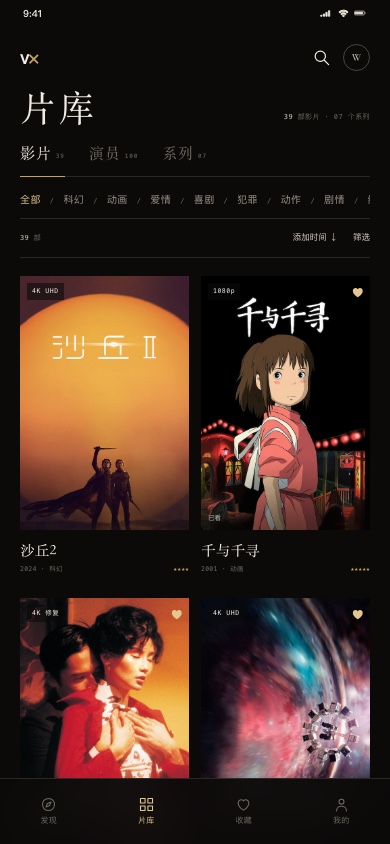 9:41
VX
W
片库
39 部影片 · 07 个系列
影片 39 演员 180 系列 07
全部 / 科幻 / 动画 / 爱情 / 喜剧 / 犯罪 / 动作 / 剧情 /
39 部
添加时间 ↓ 筛选
4K UHD
沙丘 II
1080p
千与千寻
已看
沙丘2
2024 · 科幻
★★★★
千与千寻
2001 · 动画
★★★★★
4K 修复
4K UHD
发现 片库 收藏 我的